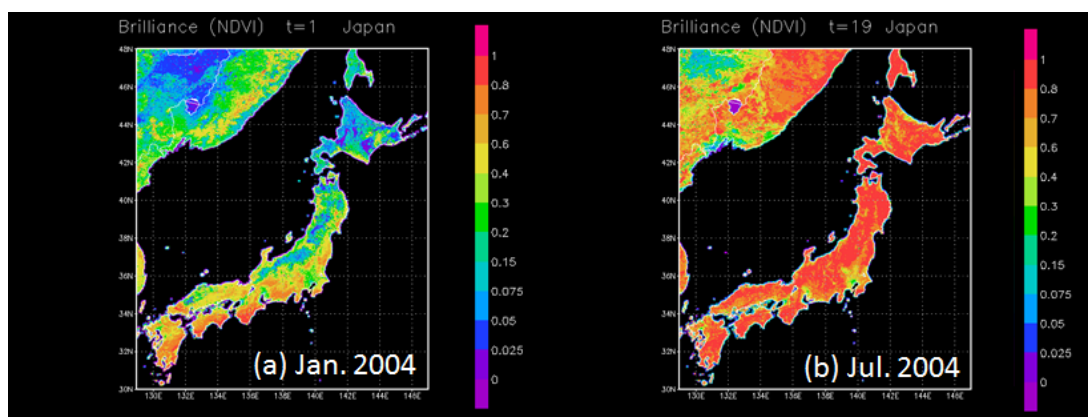 Brilliance (NDVI) t=1 Japan
48N
46N
44N
42N
40N
38N
36N
34N
32N
30N
130E 132E 134E 136E 138E 140E 142E 144E 146E
1
0.8
0.7
0.6
0.4
0.3
0.2
0.15
0.075
0.05
0.025
0
(a) Jan. 2004
Brilliance (NDVI) t=19 Japan
48N
46N
44N
42N
40N
38N
36N
34N
32N
30N
130E 132E 134E 136E 138E 140E 142E 144E 146E
1
0.8
0.7
0.6
0.4
0.3
0.2
0.15
0.075
0.05
0.025
0
(b) Jul. 2004